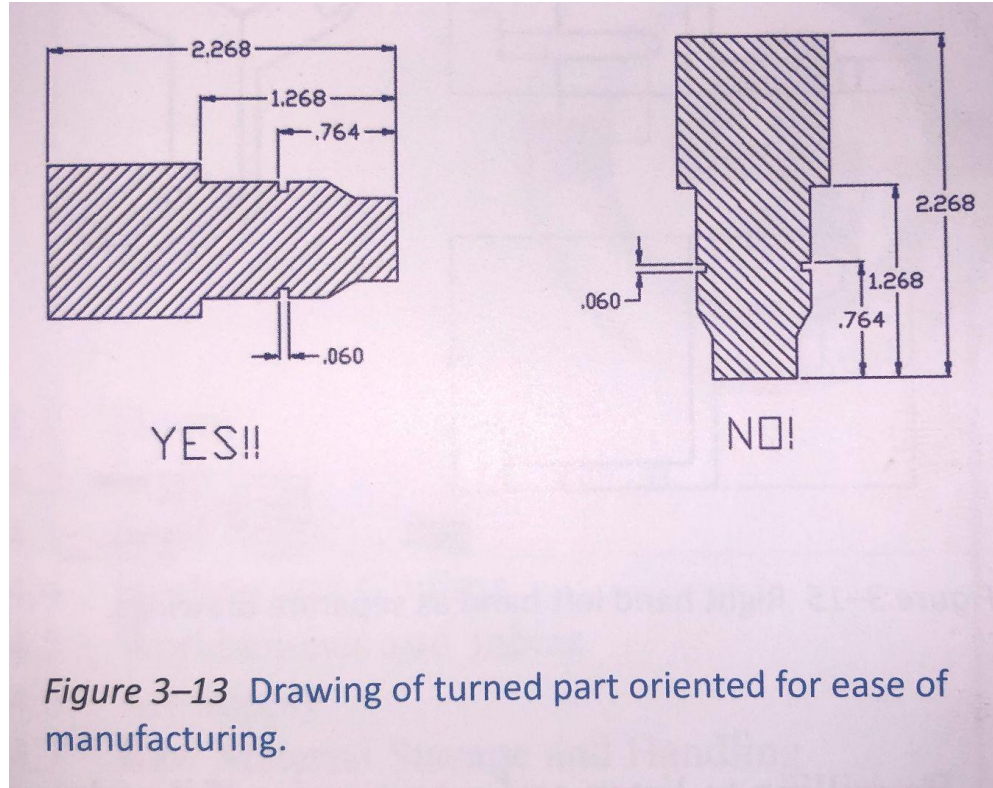 2.268
1.268
.764
.060
YES!!
2.268
1.268
.764
.060
NO!
Figure 3–13 Drawing of turned part oriented for ease of
manufacturing.